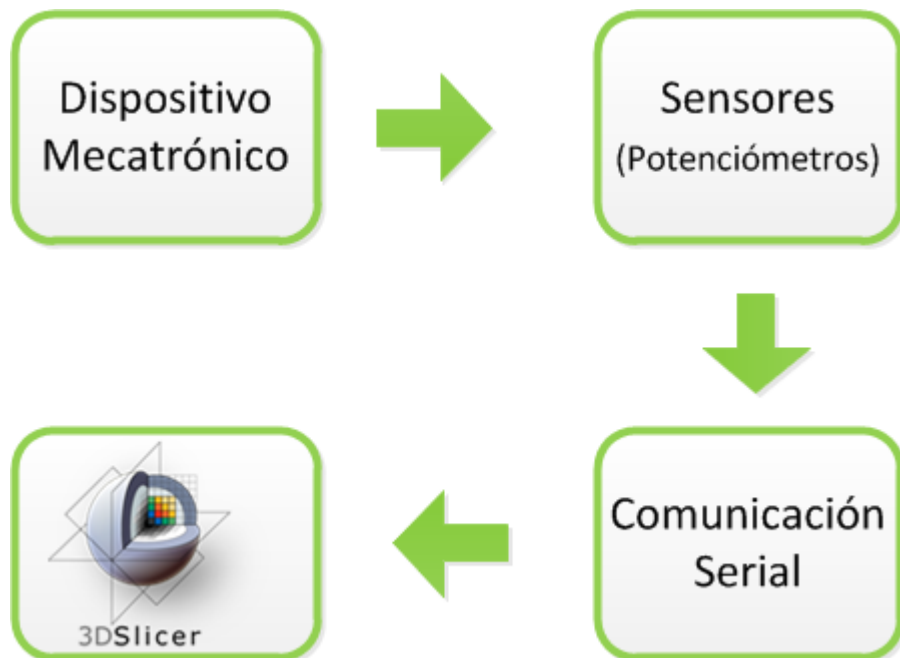 Dispositivo
Mecatrónico
Sensores
(Potenciómetros)
Comunicación
Serial
3DSlicer